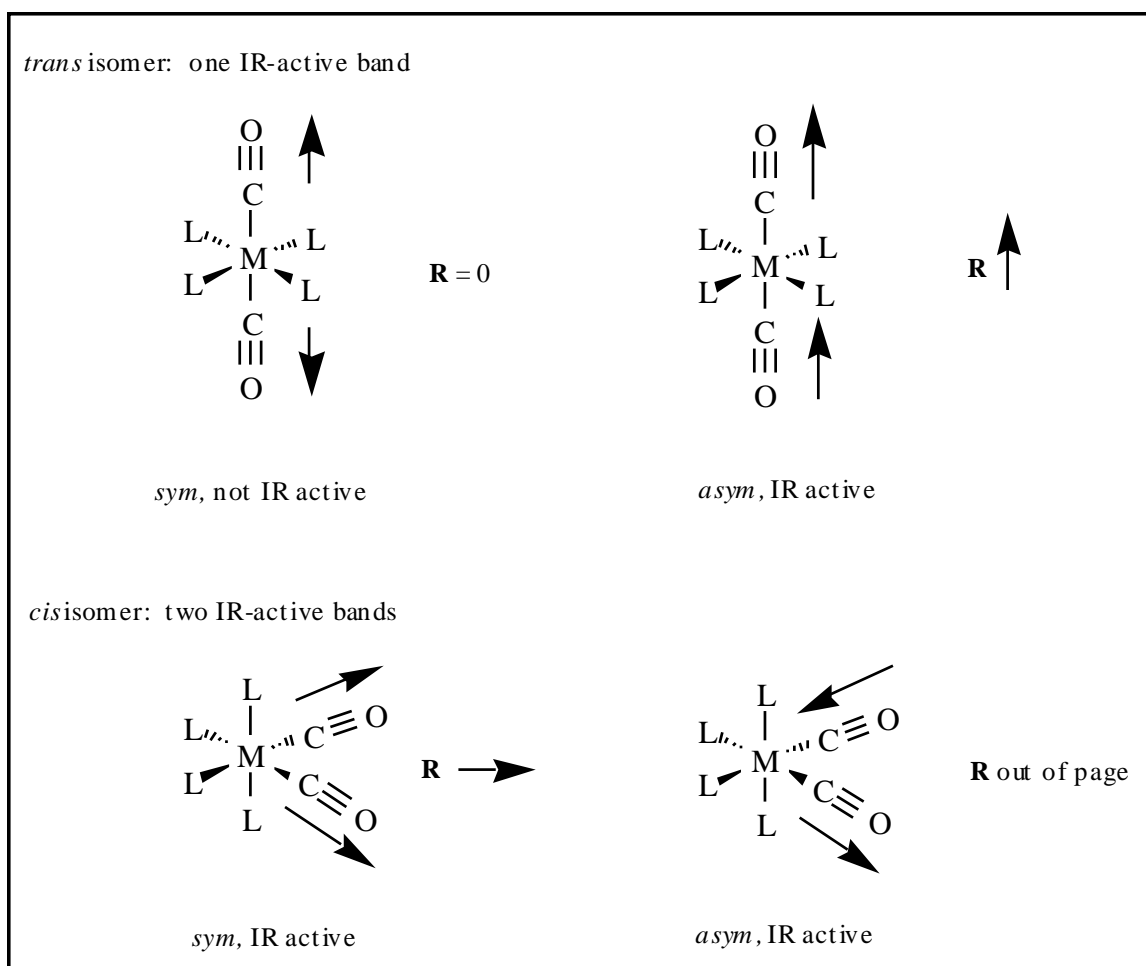 trans isomer: one IR-active band
O
C
L L
M
L L
C
O
R = 0
sym, not IR active
O
C
L L
M
L L
C
O
R
asym, IR active
cis isomer: two IR-active bands
L
L C O
M
L C O
L
R
sym, IR active
L
L C O
M
L C O
L
R out of page
asym, IR active